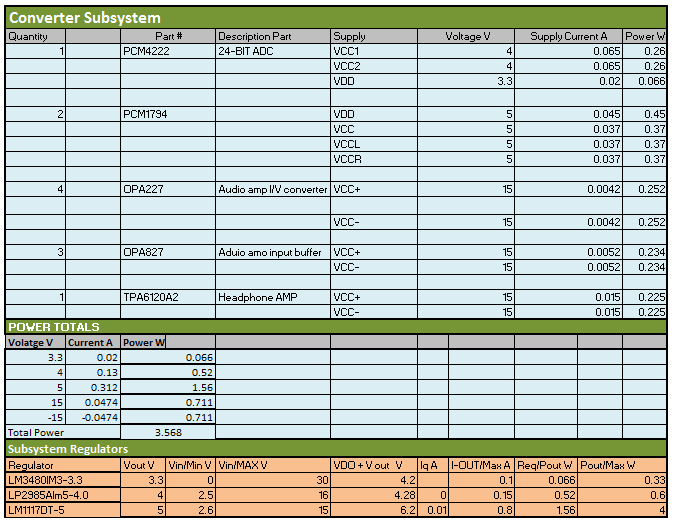 Converter Subsystem
Quantity Part # Description Part Supply Voltage V Supply Current A Power W
1 PCM4222 24-BIT ADC VCC1 4 0.065 0.26
VCC2 4 0.065 0.26
VDD 3.3 0.02 0.066
2 PCM1794 VDD 5 0.045 0.45
VCC 5 0.037 0.37
VCCL 5 0.037 0.37
VCCR 5 0.037 0.37
4 OPA227 Audio amp I/V converter VCC+ 15 0.0042 0.252
VCC- 15 0.0042 0.252
3 OPA827 Aduio amo input buffer VCC+ 15 0.0052 0.234
VCC- 15 0.0052 0.234
1 TPA6120A2 Headphone AMP VCC+ 15 0.015 0.225
VCC- 15 0.015 0.225
POWER TOTALS
Volatge V Current A Power W
3.3 0.02 0.066
4 0.13 0.52
5 0.312 1.56
15 0.0474 0.711
-15 -0.0474 0.711
Total Power 3.568
Subsystem Regulators
Regulator Vout V Vin/Min V Vin/MAX V VDO + V out V Iq A I-OUT/Max A Req/Pout W Pout/Max W
LM3480IM3-3.3 3.3 0 30 4.2 0.1 0.066 0.33
LP2985AIm5-4.0 4 2.5 16 4.28 0 0.15 0.52 0.6
LM1117DT-5 5 2.6 15 6.2 0.01 0.8 1.56 4